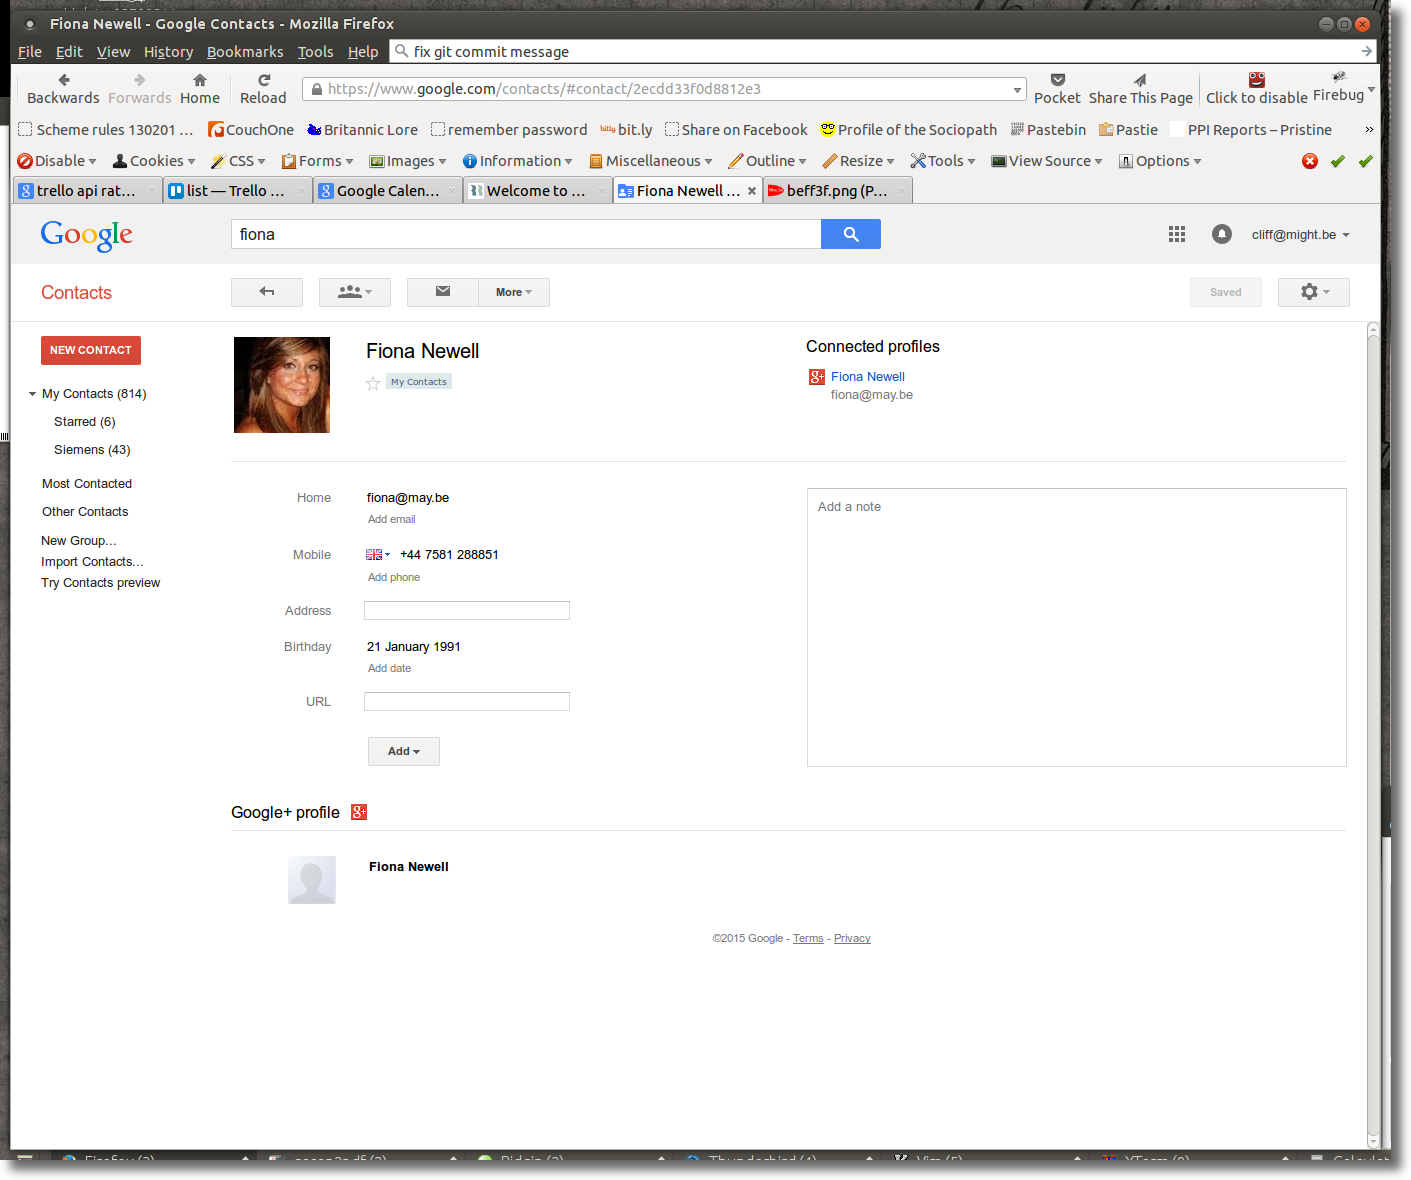 Fiona Newell - Google Contacts - Mozilla Firefox
File Edit View History Bookmarks Tools Help fix git commit message
Backwards Forwards Home Reload https://www.google.com/contacts/#contact/2ecdd33f0d8812e3 Pocket Share This Page Click to disable Firebug
Scheme rules 130201 ... CouchOne Britannic Lore remember password bitly bit.ly Share on Facebook Profile of the Sociopath Pastebin Pastie PPI Reports – Pristine »
Disable Cookies CSS Forms Images Information Miscellaneous Outline Resize Tools View Source Options
trello api rat... list — Trello ... Google Calen... Welcome to ... Fiona Newell ... beff3f.png (P...
Google fiona cliff@might.be
Contacts More Saved
NEW CONTACT
My Contacts (814)
Starred (6)
Siemens (43)
Most Contacted
Other Contacts
New Group...
Import Contacts...
Try Contacts preview
Fiona Newell
My Contacts
Connected profiles
g+ Fiona Newell
fiona@may.be
Home fiona@may.be
Add email
Mobile +44 7581 288851
Add phone
Address
Birthday 21 January 1991
Add date
URL
Add
Add a note
Google+ profile g+
Fiona Newell
©2015 Google - Terms - Privacy